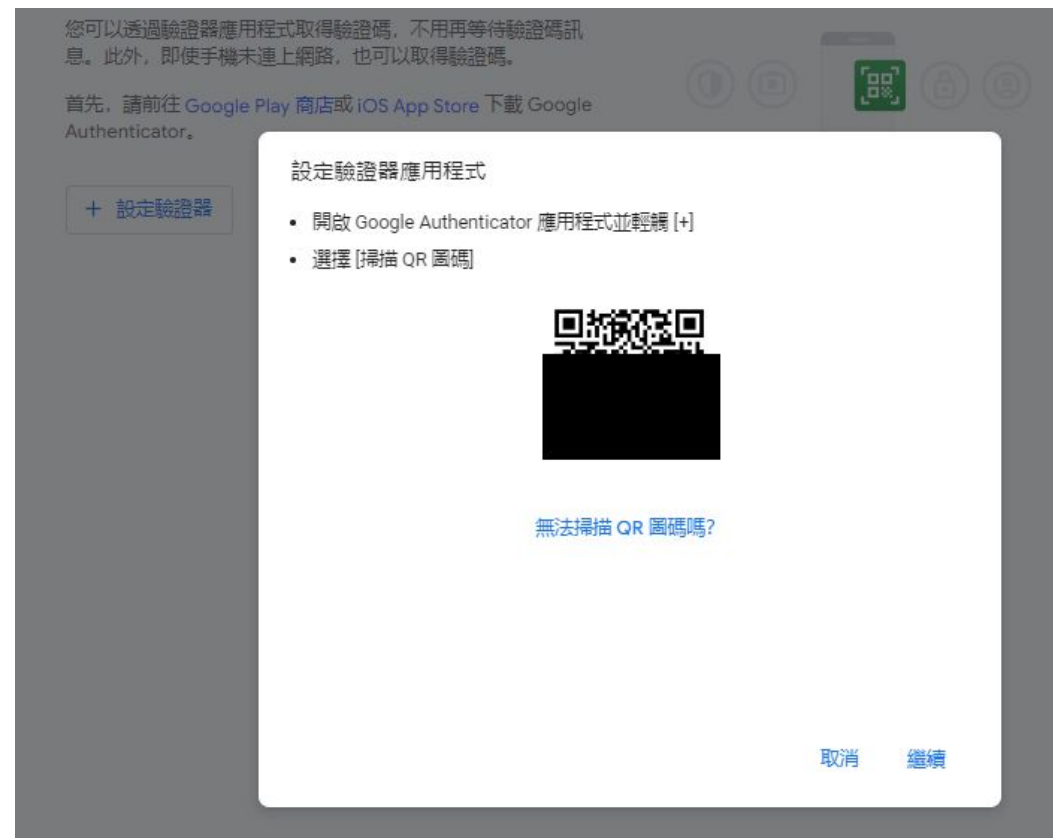 您可以透過驗證器應用程式取得驗證碼，不用再等待驗證碼訊
息。此外，即使手機未連上網路，也可以取得驗證碼。
首先，請前往 Google Play 商店或 iOS App Store 下載 Google
Authenticator。
+ 設定驗證器
設定驗證器應用程式
• 開啟 Google Authenticator 應用程式並輕觸 [+]
• 選擇 [掃描 QR 圖碼]
無法掃描 QR 圖碼嗎?
取消 繼續